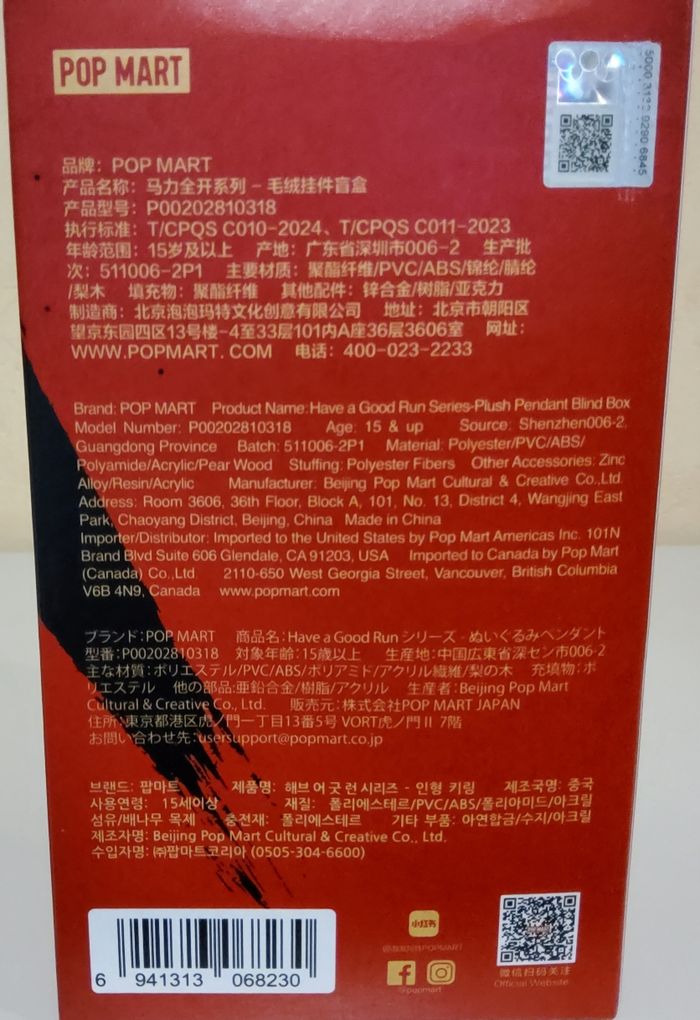 POP MART
5000 3132 9290 6845
品牌：POP MART
产品名称：马力全开系列 - 毛绒挂件盲盒
产品型号：P00202810318
执行标准：T/CPQS C010-2024、T/CPQS C011-2023
年龄范围：15岁及以上 产地：广东省深圳市006-2 生产批
次：511006-2P1 主要材质：聚酯纤维/PVC/ABS/锦纶/腈纶
/梨木 填充物：聚酯纤维 其他配件：锌合金/树脂/亚克力
制造商：北京泡泡玛特文化创意有限公司 地址：北京市朝阳区
望京东园四区13号楼-4至33层101内A座36层3606室 网址：
WWW.POPMART.COM 电话：400-023-2233
Brand: POP MART Product Name: Have a Good Run Series-Plush Pendant Blind Box
Model Number: P00202810318 Age: 15 & up Source: Shenzhen006-2,
Guangdong Province Batch: 511006-2P1 Material: Polyester/PVC/ABS/
Polyamide/Acrylic/Pear Wood Stuffing: Polyester Fibers Other Accessories: Zinc
Alloy/Resin/Acrylic Manufacturer: Beijing Pop Mart Cultural & Creative Co.,Ltd.
Address: Room 3606, 36th Floor, Block A, 101, No. 13, District 4, Wangjing East
Park, Chaoyang District, Beijing, China Made in China
Importer/Distributor: Imported to the United States by Pop Mart Americas Inc. 101N
Brand Blvd Suite 606 Glendale, CA 91203, USA Imported to Canada by Pop Mart
(Canada) Co.,Ltd. 2110-650 West Georgia Street, Vancouver, British Columbia
V6B 4N9, Canada www.popmart.com
ブランド：POP MART 商品名：Have a Good Run シリーズ - ぬいぐるみペンダント
型番：P00202810318 対象年齢：15歳以上 生産地：中国広東省深セン市006-2
主な材質：ポリエステル/PVC/ABS/ポリアミド/アクリル繊維/梨の木 充填物：ポ
リエステル 他の部品：亜鉛合金/樹脂/アクリル 生産者：Beijing Pop Mart
Cultural & Creative Co., Ltd. 販売元：株式会社POP MART JAPAN
住所：東京都港区虎ノ門一丁目13番5号 VORT虎ノ門II 7階
お問い合わせ先：usersupport@popmart.co.jp
브랜드: 팝마트 제품명: 해브 어 굿 런 시리즈 - 인형 키링 제조국명: 중국
사용연령: 15세이상 재질: 폴리에스테르/PVC/ABS/폴리아미드/아크릴
섬유/배나무 목제 충전재: 폴리에스테르 기타 부품: 아연합금/수지/아크릴
제조자명: Beijing Pop Mart Cultural & Creative Co., Ltd.
수입자명: ㈜팝마트코리아 (0505-304-6600)
6 941313 068230
小红书
@泡泡玛特POPMART
@popmart
微信扫码关注
Official Website